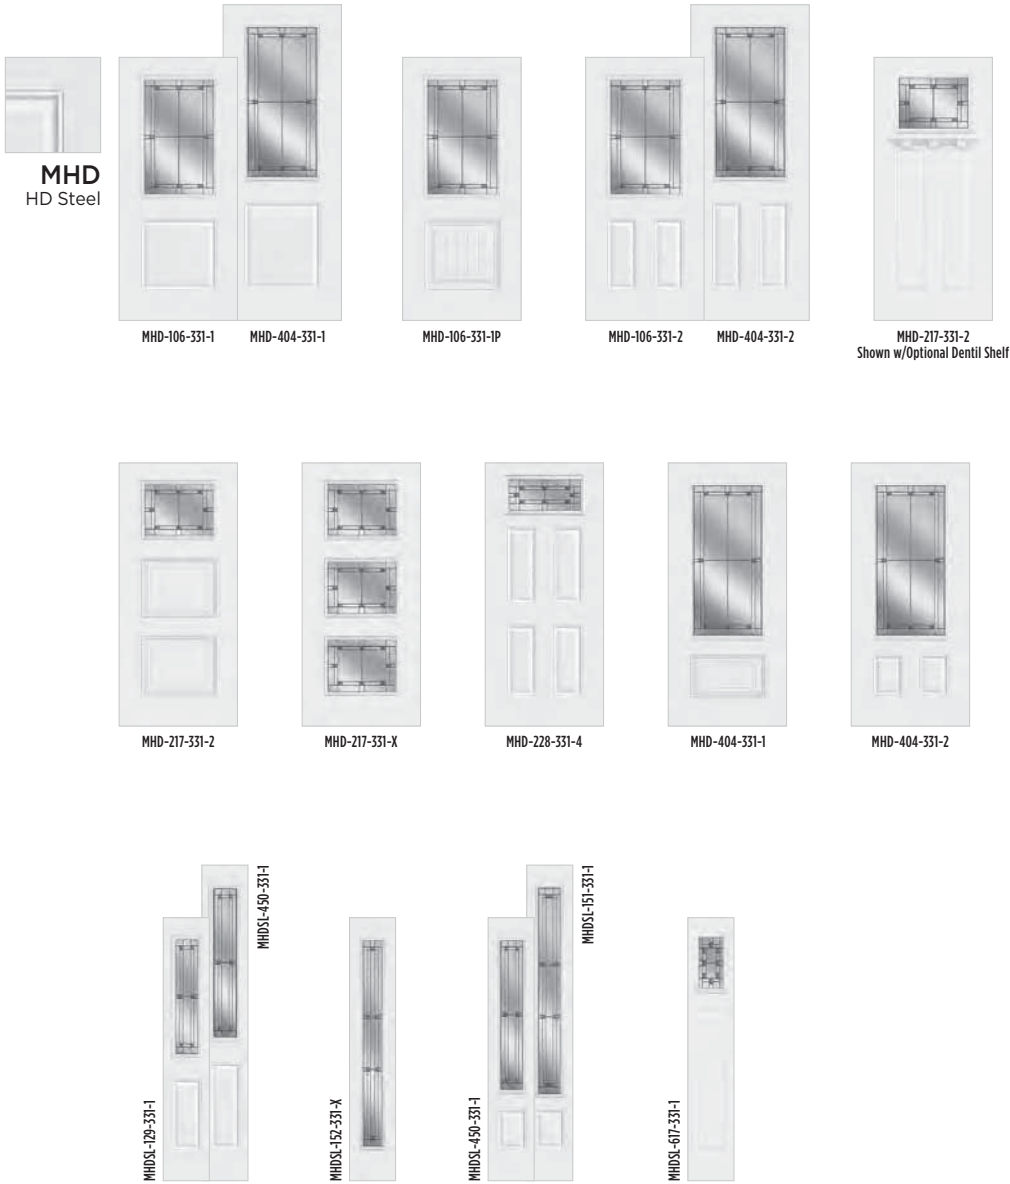 MHD
HD Steel
MHD-106-331-1
MHD-404-331-1
MHD-106-331-1P
MHD-106-331-2
MHD-404-331-2
MHD-217-331-2
Shown w/Optional Dentil Shelf
MHD-217-331-2
MHD-217-331-X
MHD-228-331-4
MHD-404-331-1
MHD-404-331-2
MHDSL-129-331-1
MHDSL-450-331-1
MHDSL-152-331-X
MHDSL-450-331-1
MHDSL-151-331-1
MHDSL-617-331-1